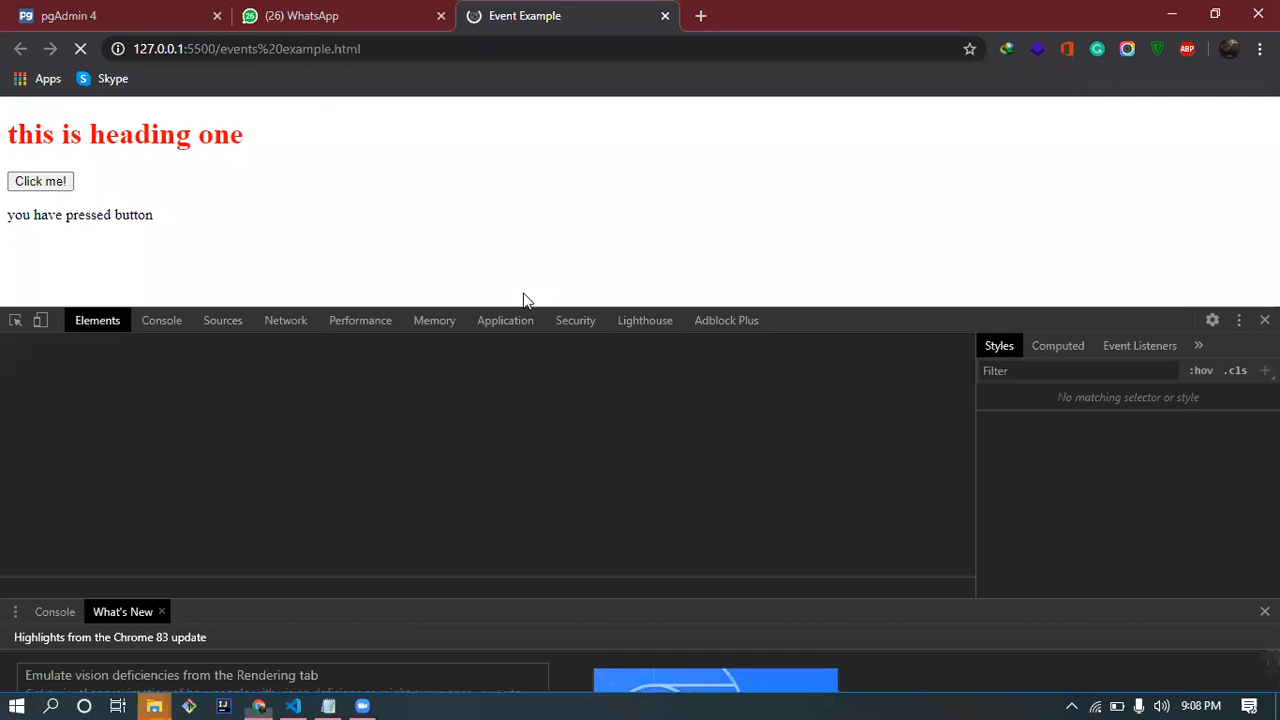 pgAdmin 4
(26) WhatsApp
Event Example
127.0.0.1:5500/events%20example.html
ABP
Apps
Skype
this is heading one
Click me!
you have pressed button
Elements Console Sources Network Performance Memory Application Security Lighthouse Adblock Plus
Styles Computed Event Listeners »
Filter :hov .cls +
No matching selector or style
Console What's New
Highlights from the Chrome 83 update
Emulate vision deficiencies from the Rendering tab
9:08 PM